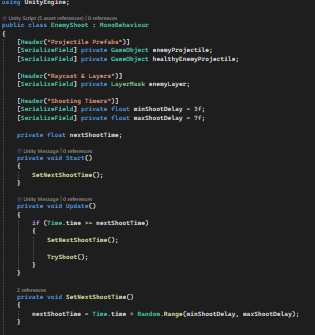 using UnityEngine;
Unity Script (5 asset references) | 0 references
public class EnemyShoot : MonoBehaviour
{
[Header("Projectile Prefabs")]
[SerializeField] private GameObject enemyProjectile;
[SerializeField] private GameObject healthyEnemyProjectile;
[Header("Raycast & Layers")]
[SerializeField] private LayerMask enemyLayer;
[Header("Shooting Timers")]
[SerializeField] private float minShootDelay = 3f;
[SerializeField] private float maxShootDelay = 7f;
private float nextShootTime;
Unity Message | 0 references
private void Start()
{
SetNextShootTime();
}
Unity Message | 0 references
private void Update()
{
if (Time.time >= nextShootTime)
{
SetNextShootTime();
TryShoot();
}
}
2 references
private void SetNextShootTime()
{
nextShootTime = Time.time + Random.Range(minShootDelay, maxShootDelay);
}